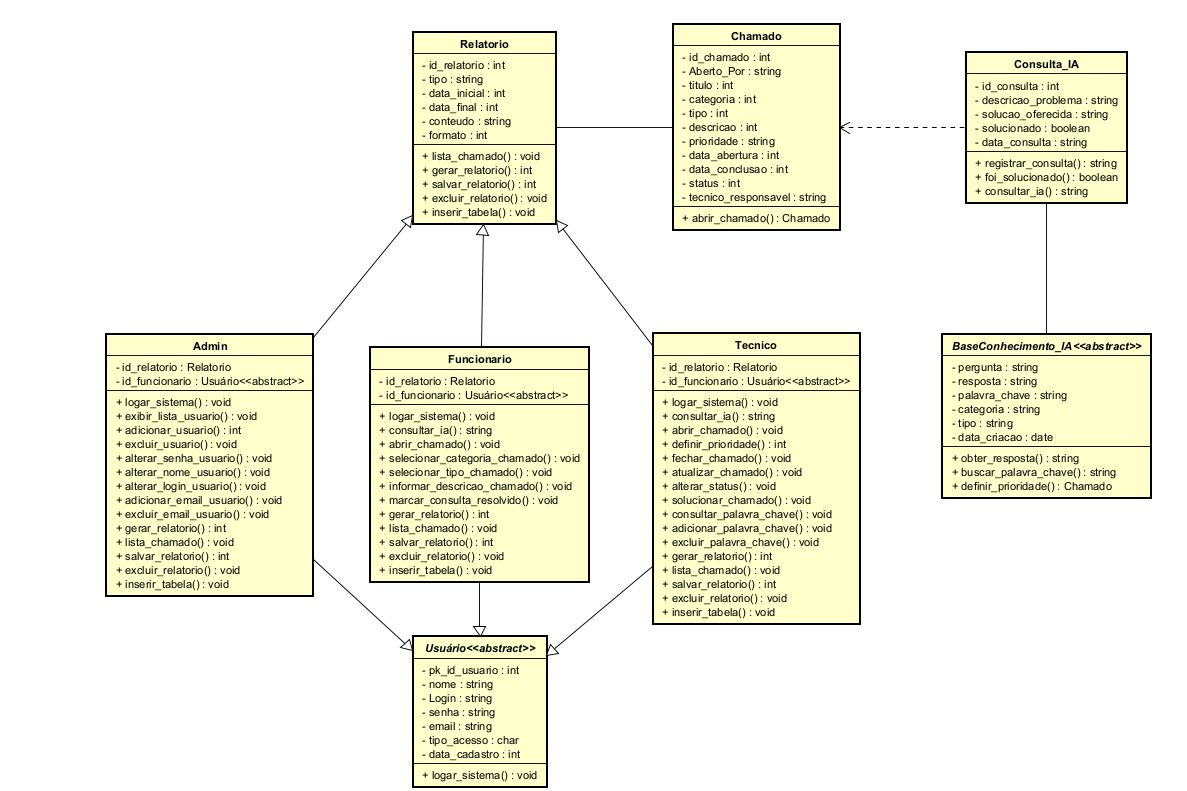 Relatorio
- id_relatorio : int
- tipo : string
- data_inicial : int
- data_final : int
- conteudo : string
- formato : int
+ lista_chamado() : void
+ gerar_relatorio() : int
+ salvar_relatorio() : int
+ excluir_relatorio() : void
+ inserir_tabela() : void
Chamado
- id_chamado : int
- Aberto_Por : string
- titulo : int
- categoria : int
- tipo : int
- descricao : int
- prioridade : string
- data_abertura : int
- data_conclusao : int
- status : int
- tecnico_responsavel : string
+ abrir_chamado() : Chamado
Consulta_IA
- id_consulta : int
- descricao_problema : string
- solucao_oferecida : string
- solucionado : boolean
- data_consulta : string
+ registrar_consulta() : string
+ foi_solucionado() : boolean
+ consultar_ia() : string
Admin
- id_relatorio : Relatorio
- id_funcionario : Usuário<<abstract>>
+ logar_sistema() : void
+ exibir_lista_usuario() : void
+ adicionar_usuario() : int
+ excluir_usuario() : void
+ alterar_senha_usuario() : void
+ alterar_nome_usuario() : void
+ alterar_login_usuario() : void
+ adicionar_email_usuario() : void
+ excluir_email_usuario() : void
+ gerar_relatorio() : int
+ lista_chamado() : void
+ salvar_relatorio() : int
+ excluir_relatorio() : void
+ inserir_tabela() : void
Funcionario
- id_relatorio : Relatorio
- id_funcionario : Usuário<<abstract>>
+ logar_sistema() : void
+ consultar_ia() : string
+ abrir_chamado() : void
+ selecionar_categoria_chamado() : void
+ selecionar_tipo_chamado() : void
+ informar_descricao_chamado() : void
+ marcar_consulta_resolvido() : void
+ gerar_relatorio() : int
+ lista_chamado() : void
+ salvar_relatorio() : int
+ excluir_relatorio() : void
+ inserir_tabela() : void
Tecnico
- id_relatorio : Relatorio
- id_funcionario : Usuário<<abstract>>
+ logar_sistema() : void
+ consultar_ia() : string
+ abrir_chamado() : void
+ definir_prioridade() : int
+ fechar_chamado() : void
+ atualizar_chamado() : void
+ alterar_status() : void
+ solucionar_chamado() : void
+ consultar_palavra_chave() : void
+ adicionar_palavra_chave() : void
+ excluir_palavra_chave() : void
+ gerar_relatorio() : int
+ lista_chamado() : void
+ salvar_relatorio() : int
+ excluir_relatorio() : void
+ inserir_tabela() : void
BaseConhecimento_IA<<abstract>>
- pergunta : string
- resposta : string
- palavra_chave : string
- categoria : string
- tipo : string
- data_criacao : date
+ obter_resposta() : string
+ buscar_palavra_chave() : string
+ definir_prioridade() : Chamado
Usuário<<abstract>>
- pk_id_usuario : int
- nome : string
- Login : string
- senha : string
- email : string
- tipo_acesso : char
- data_cadastro : int
+ logar_sistema() : void